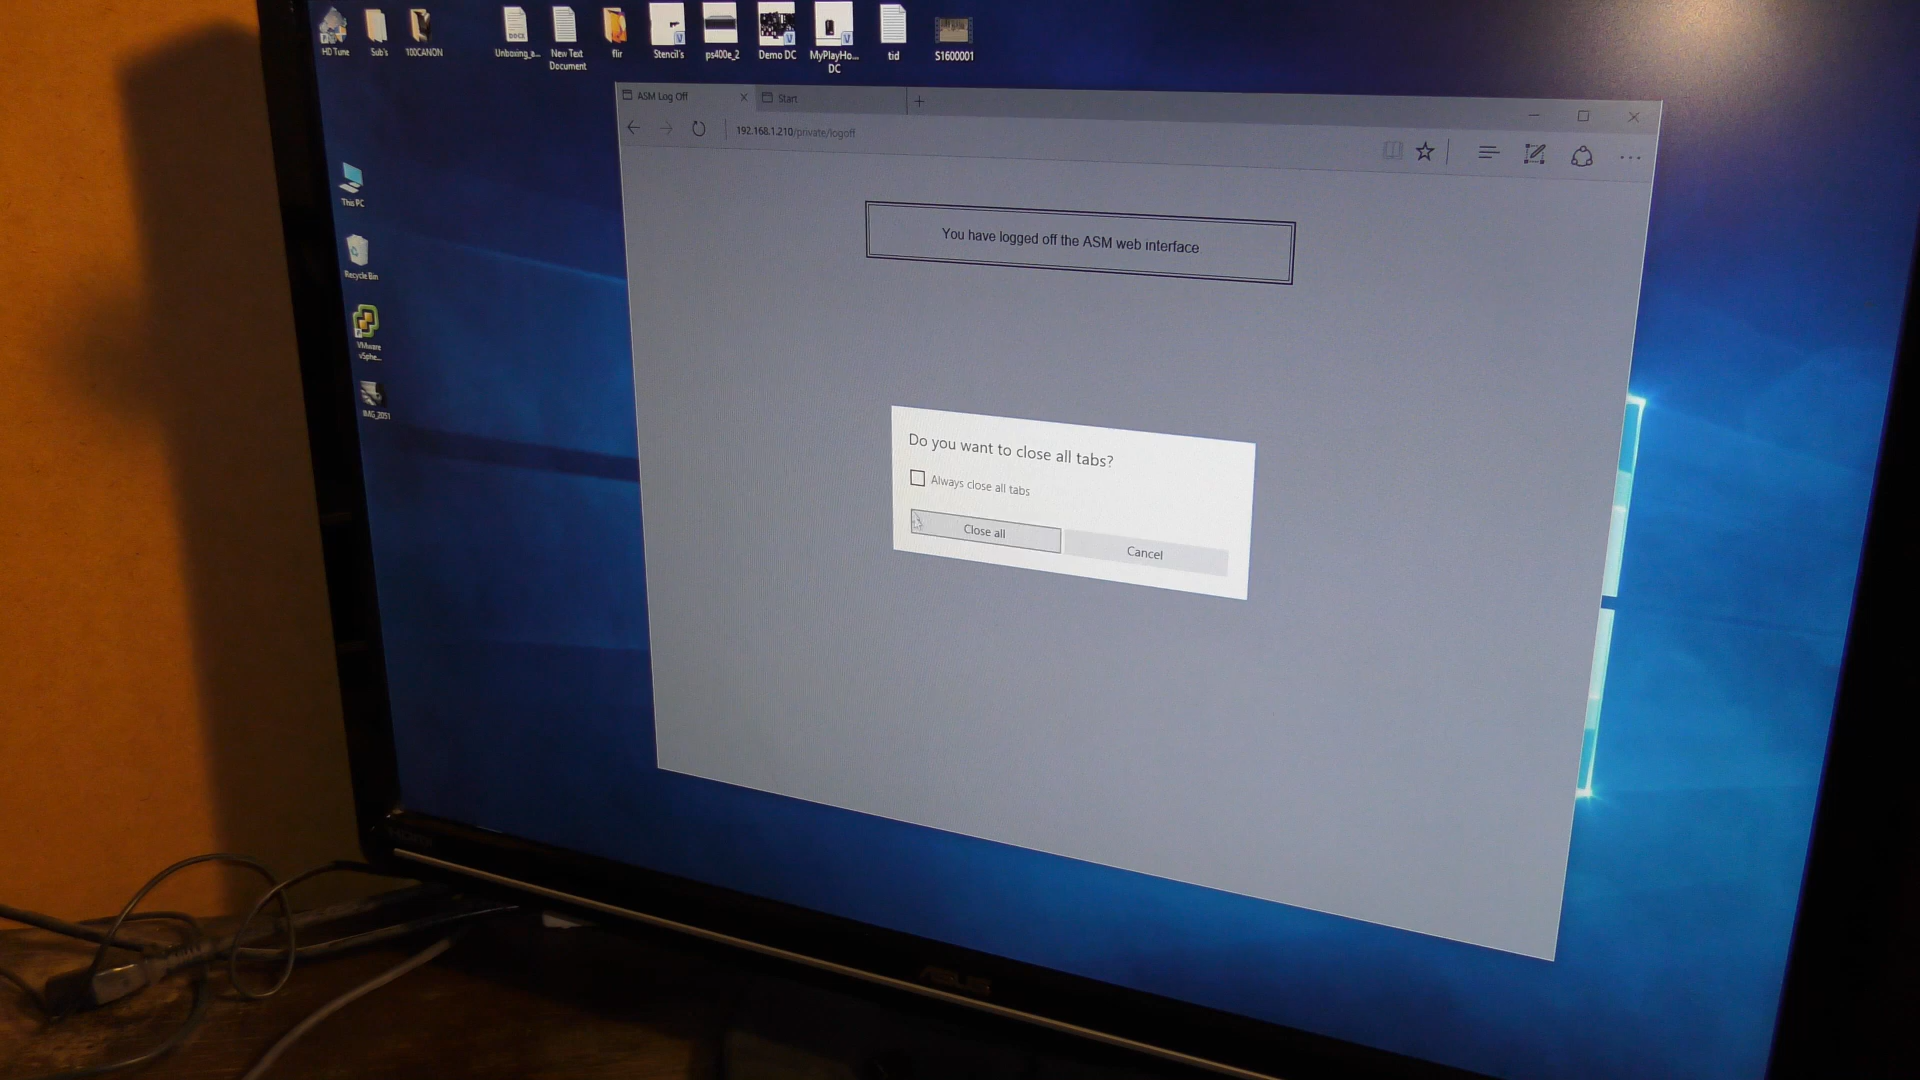 HD Tune
Sub's
100CANON
Unboxing_a...
New Text
Document
flir
Stencil's
ps400e_2
Demo DC
MyPlayHo...
DC
tid
S1600001
ASM Log Off
Start
192.168.1.210/private/logoff
This PC
Recycle Bin
VMware
vSphe...
IMG_2051
You have logged off the ASM web interface
Do you want to close all tabs?
Always close all tabs
Close all
Cancel
ASUS